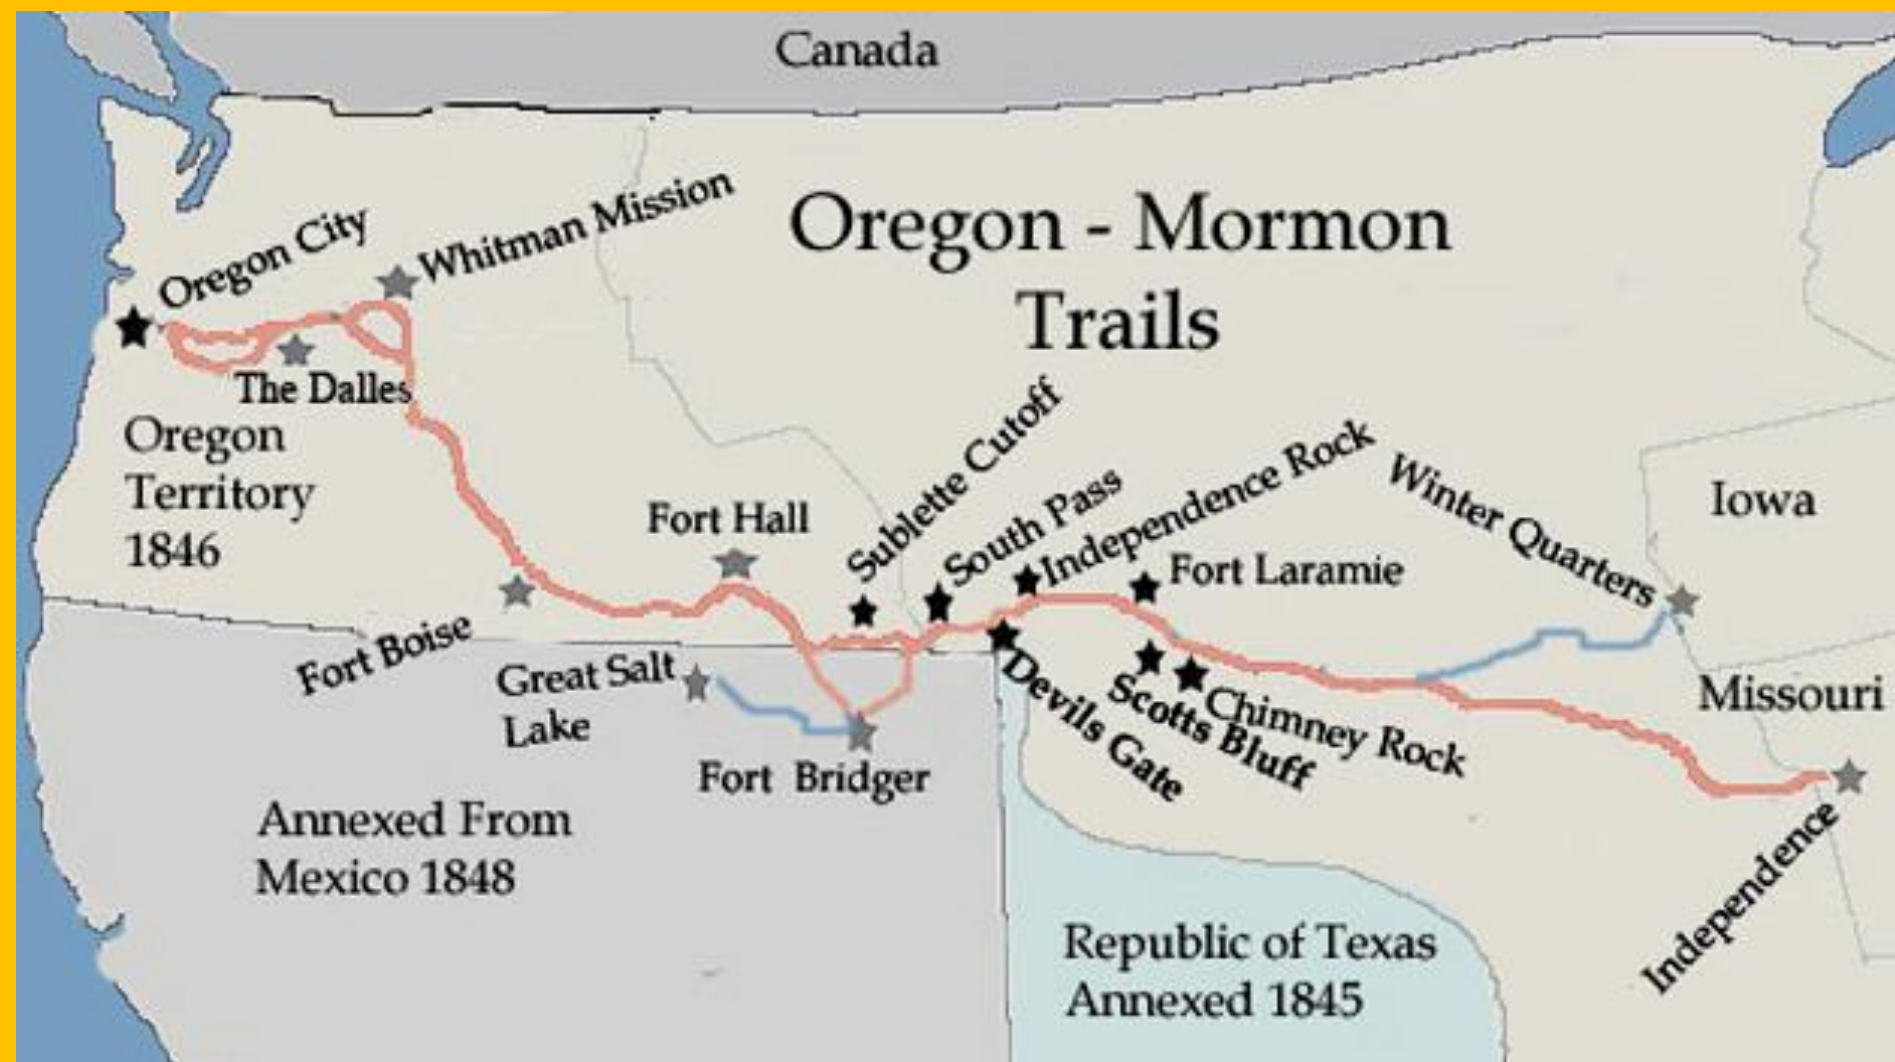 Canada
Oregon - Mormon
Trails
Oregon City
Whitman Mission
The Dalles
Oregon
Territory
1846
Fort Hall
Sublette Cutoff
South Pass
Independence Rock
Fort Laramie
Winter Quarters
Iowa
Fort Boise
Great Salt
Lake
Fort Bridger
Devils Gate
Scotts Bluff
Chimney Rock
Missouri
Independence
Annexed From
Mexico 1848
Republic of Texas
Annexed 1845